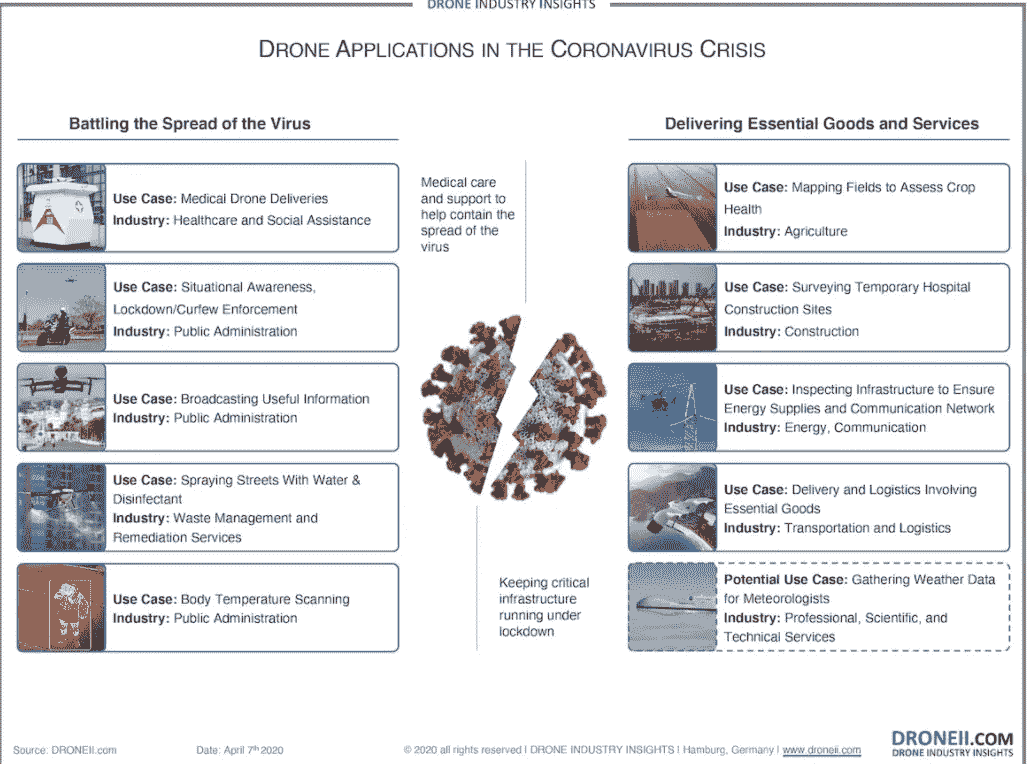 DRONE INDUSTRY INSIGHTS
DRONE APPLICATIONS IN THE CORONAVIRUS CRISIS
Battling the Spread of the Virus
Use Case: Medical Drone Deliveries
Industry: Healthcare and Social Assistance
Use Case: Situational Awareness,
Lockdown/Curfew Enforcement
Industry: Public Administration
Use Case: Broadcasting Useful Information
Industry: Public Administration
Use Case: Spraying Streets With Water &
Disinfectant
Industry: Waste Management and
Remediation Services
Use Case: Body Temperature Scanning
Industry: Public Administration
Medical care
and support to
help contain the
spread of the
virus
Keeping critical
infrastructure
running under
lockdown
Delivering Essential Goods and Services
Use Case: Mapping Fields to Assess Crop
Health
Industry: Agriculture
Use Case: Surveying Temporary Hospital
Construction Sites
Industry: Construction
Use Case: Inspecting Infrastructure to Ensure
Energy Supplies and Communication Network
Industry: Energy, Communication
Use Case: Delivery and Logistics Involving
Essential Goods
Industry: Transportation and Logistics
Potential Use Case: Gathering Weather Data
for Meteorologists
Industry: Professional, Scientific, and
Technical Services
Source: DRONEII.com
Date: April 7th 2020
© 2020 all rights reserved | DRONE INDUSTRY INSIGHTS | Hamburg, Germany | www.droneii.com
DRONEII.COM
DRONE INDUSTRY INSIGHTS